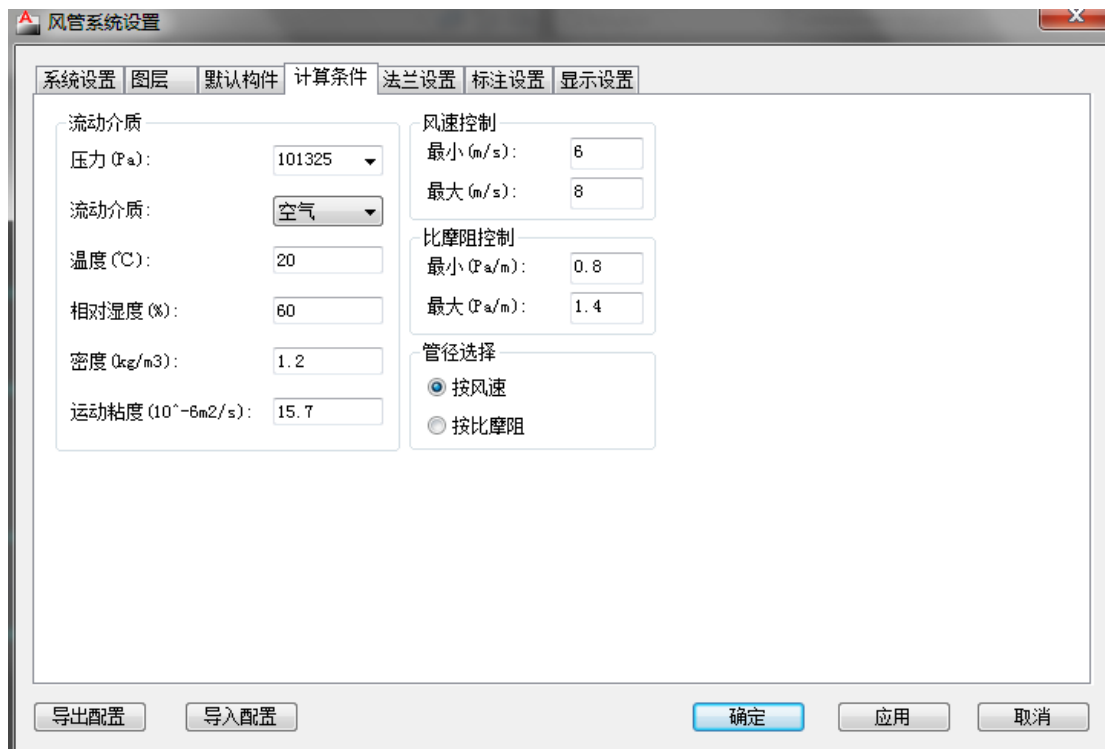 风管系统设置
系统设置 图层 默认构件 计算条件 法兰设置 标注设置 显示设置
流动介质
压力(Pa): 101325
流动介质: 空气
温度(℃): 20
相对湿度(%): 60
密度(kg/m3): 1.2
运动粘度(10^-6m2/s): 15.7
风速控制
最小(m/s): 6
最大(m/s): 8
比摩阻控制
最小(Pa/m): 0.8
最大(Pa/m): 1.4
管径选择
按风速
按比摩阻
导出配置 导入配置 确定 应用 取消